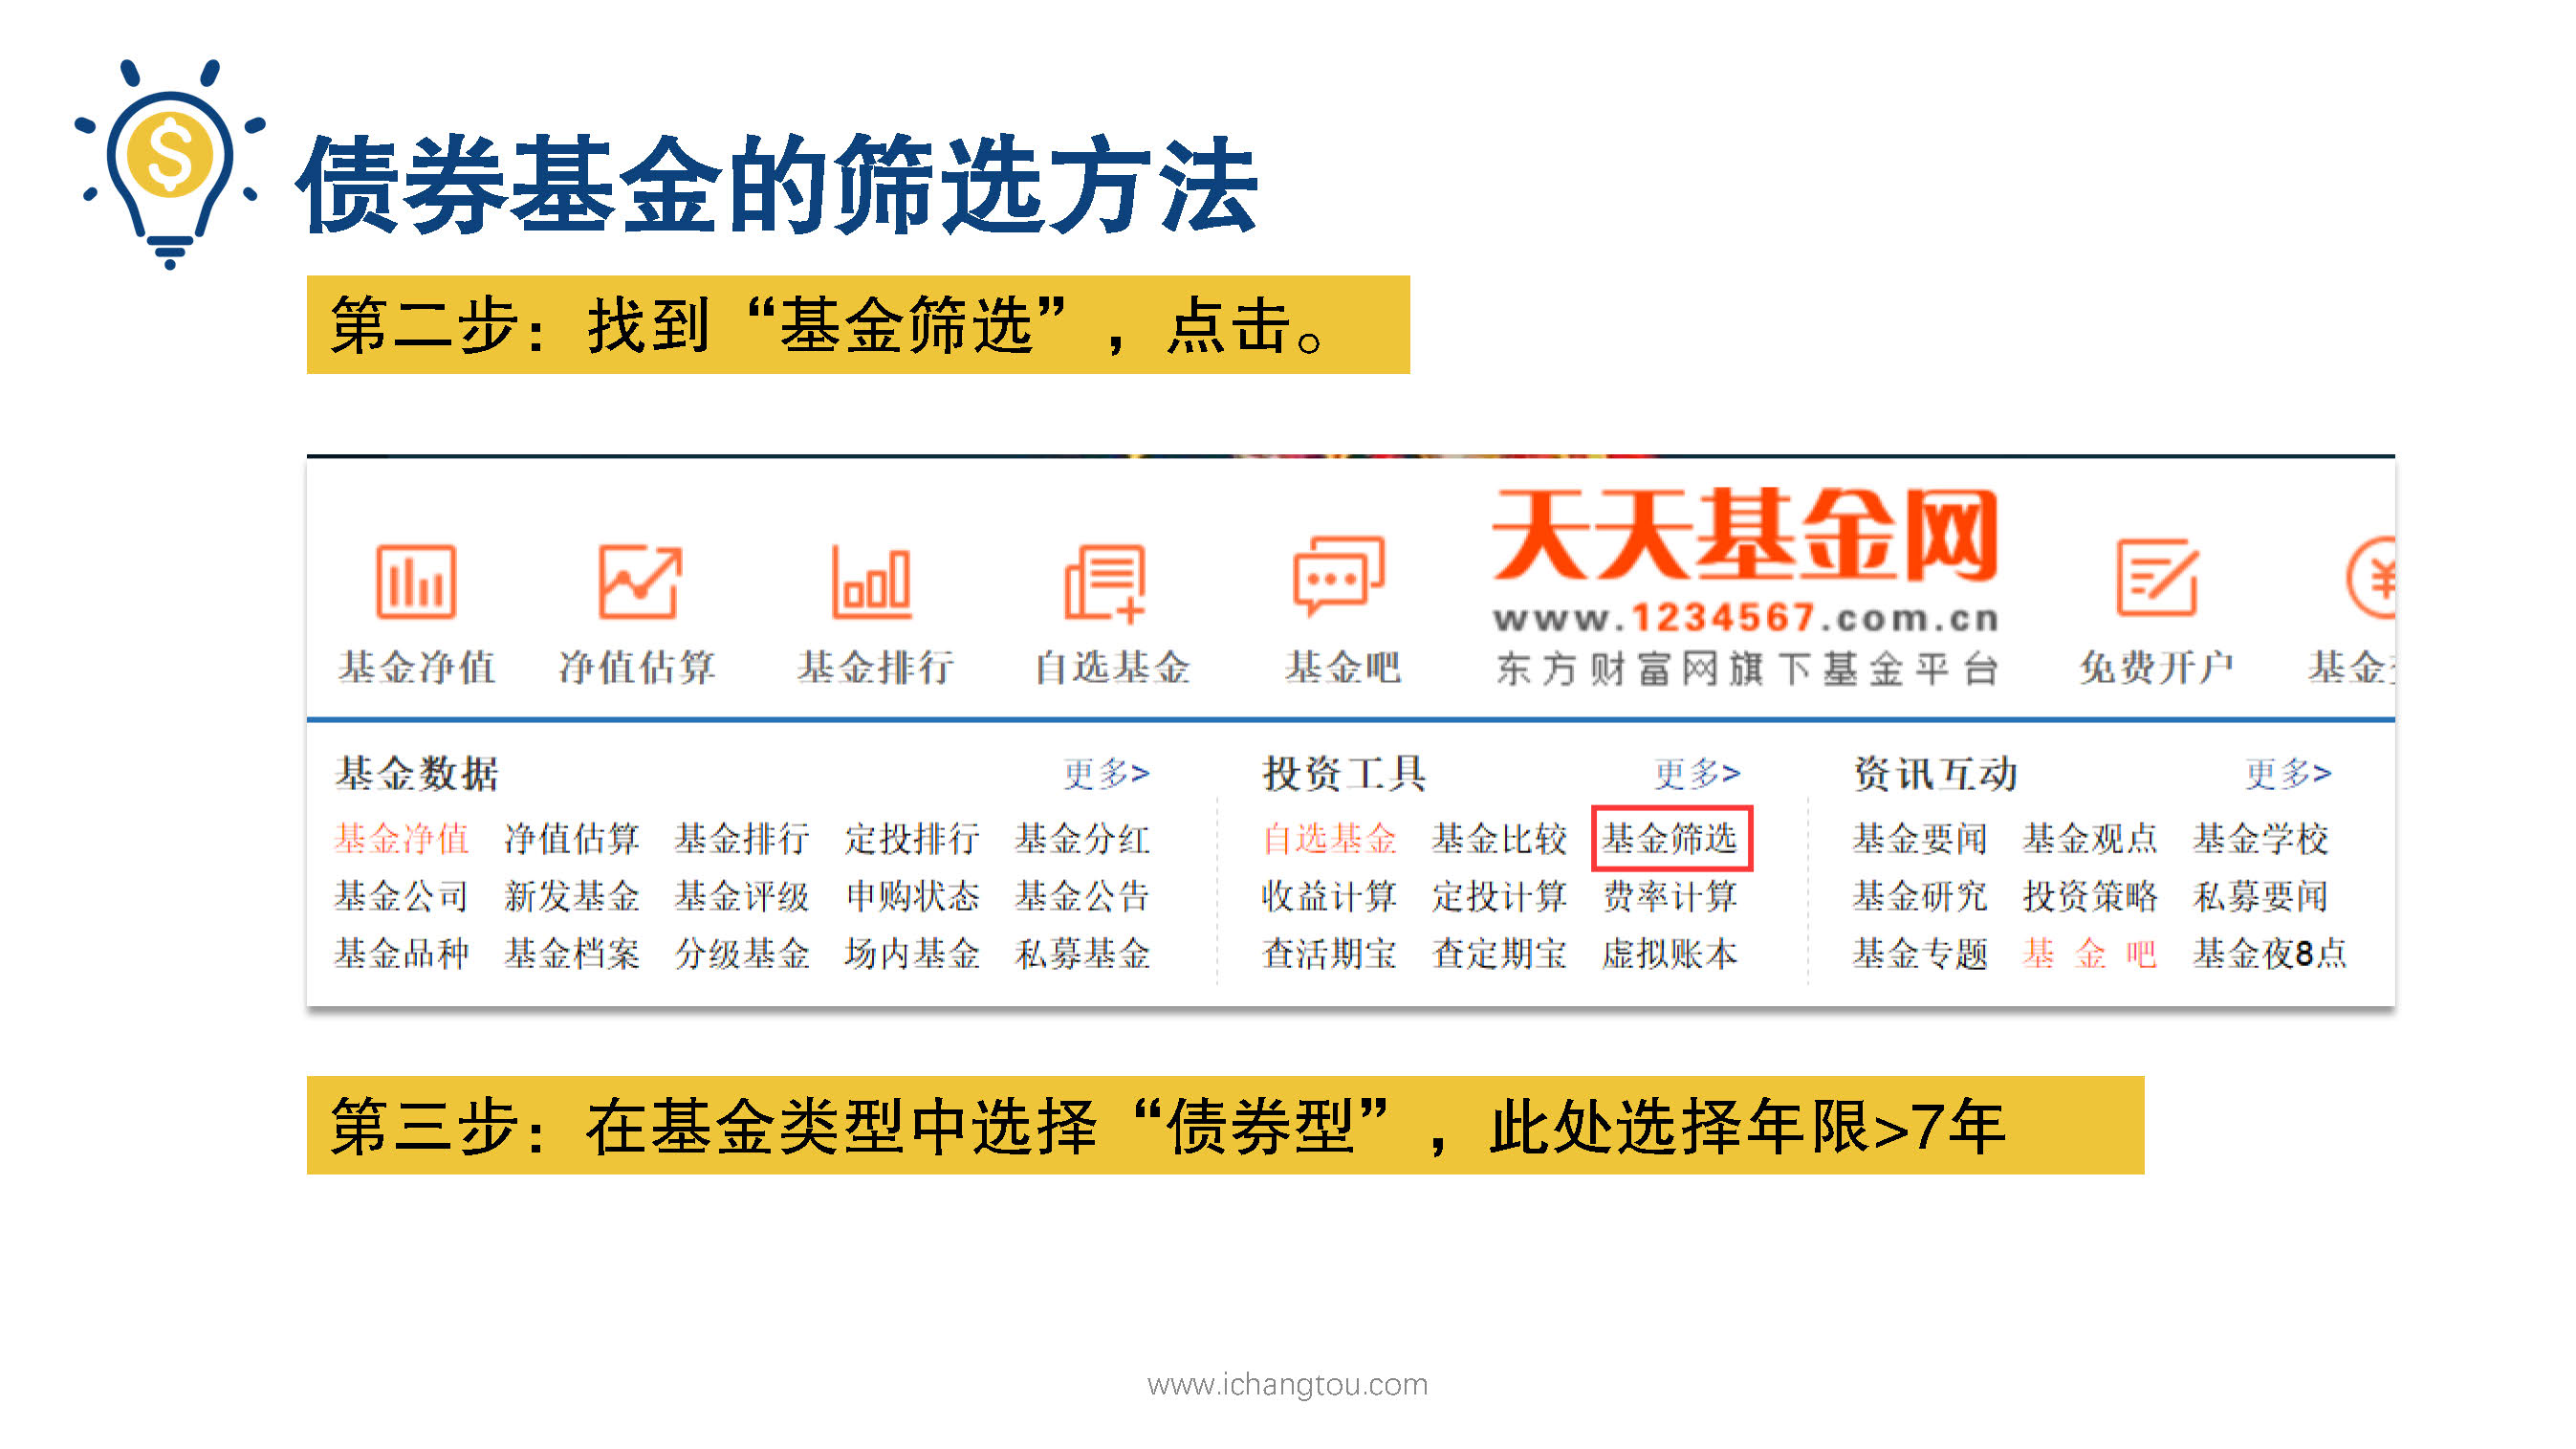 债券基金的筛选方法
第二步：找到“基金筛选”，点击。
天天基金网
www.1234567.com.cn
东方财富网旗下基金平台
基金净值 净值估算 基金排行 自选基金 基金吧 免费开户 基金
基金数据 更多> 投资工具 更多> 资讯互动 更多>
基金净值 净值估算 基金排行 定投排行 基金分红 自选基金 基金比较 基金筛选 基金要闻 基金观点 基金学校
基金公司 新发基金 基金评级 申购状态 基金公告 收益计算 定投计算 费率计算 基金研究 投资策略 私募要闻
基金品种 基金档案 分级基金 场内基金 私募基金 查活期宝 查定期宝 虚拟账本 基金专题 基 金 吧 基金夜8点
第三步：在基金类型中选择“债券型”，此处选择年限>7年
www.ichangtou.com